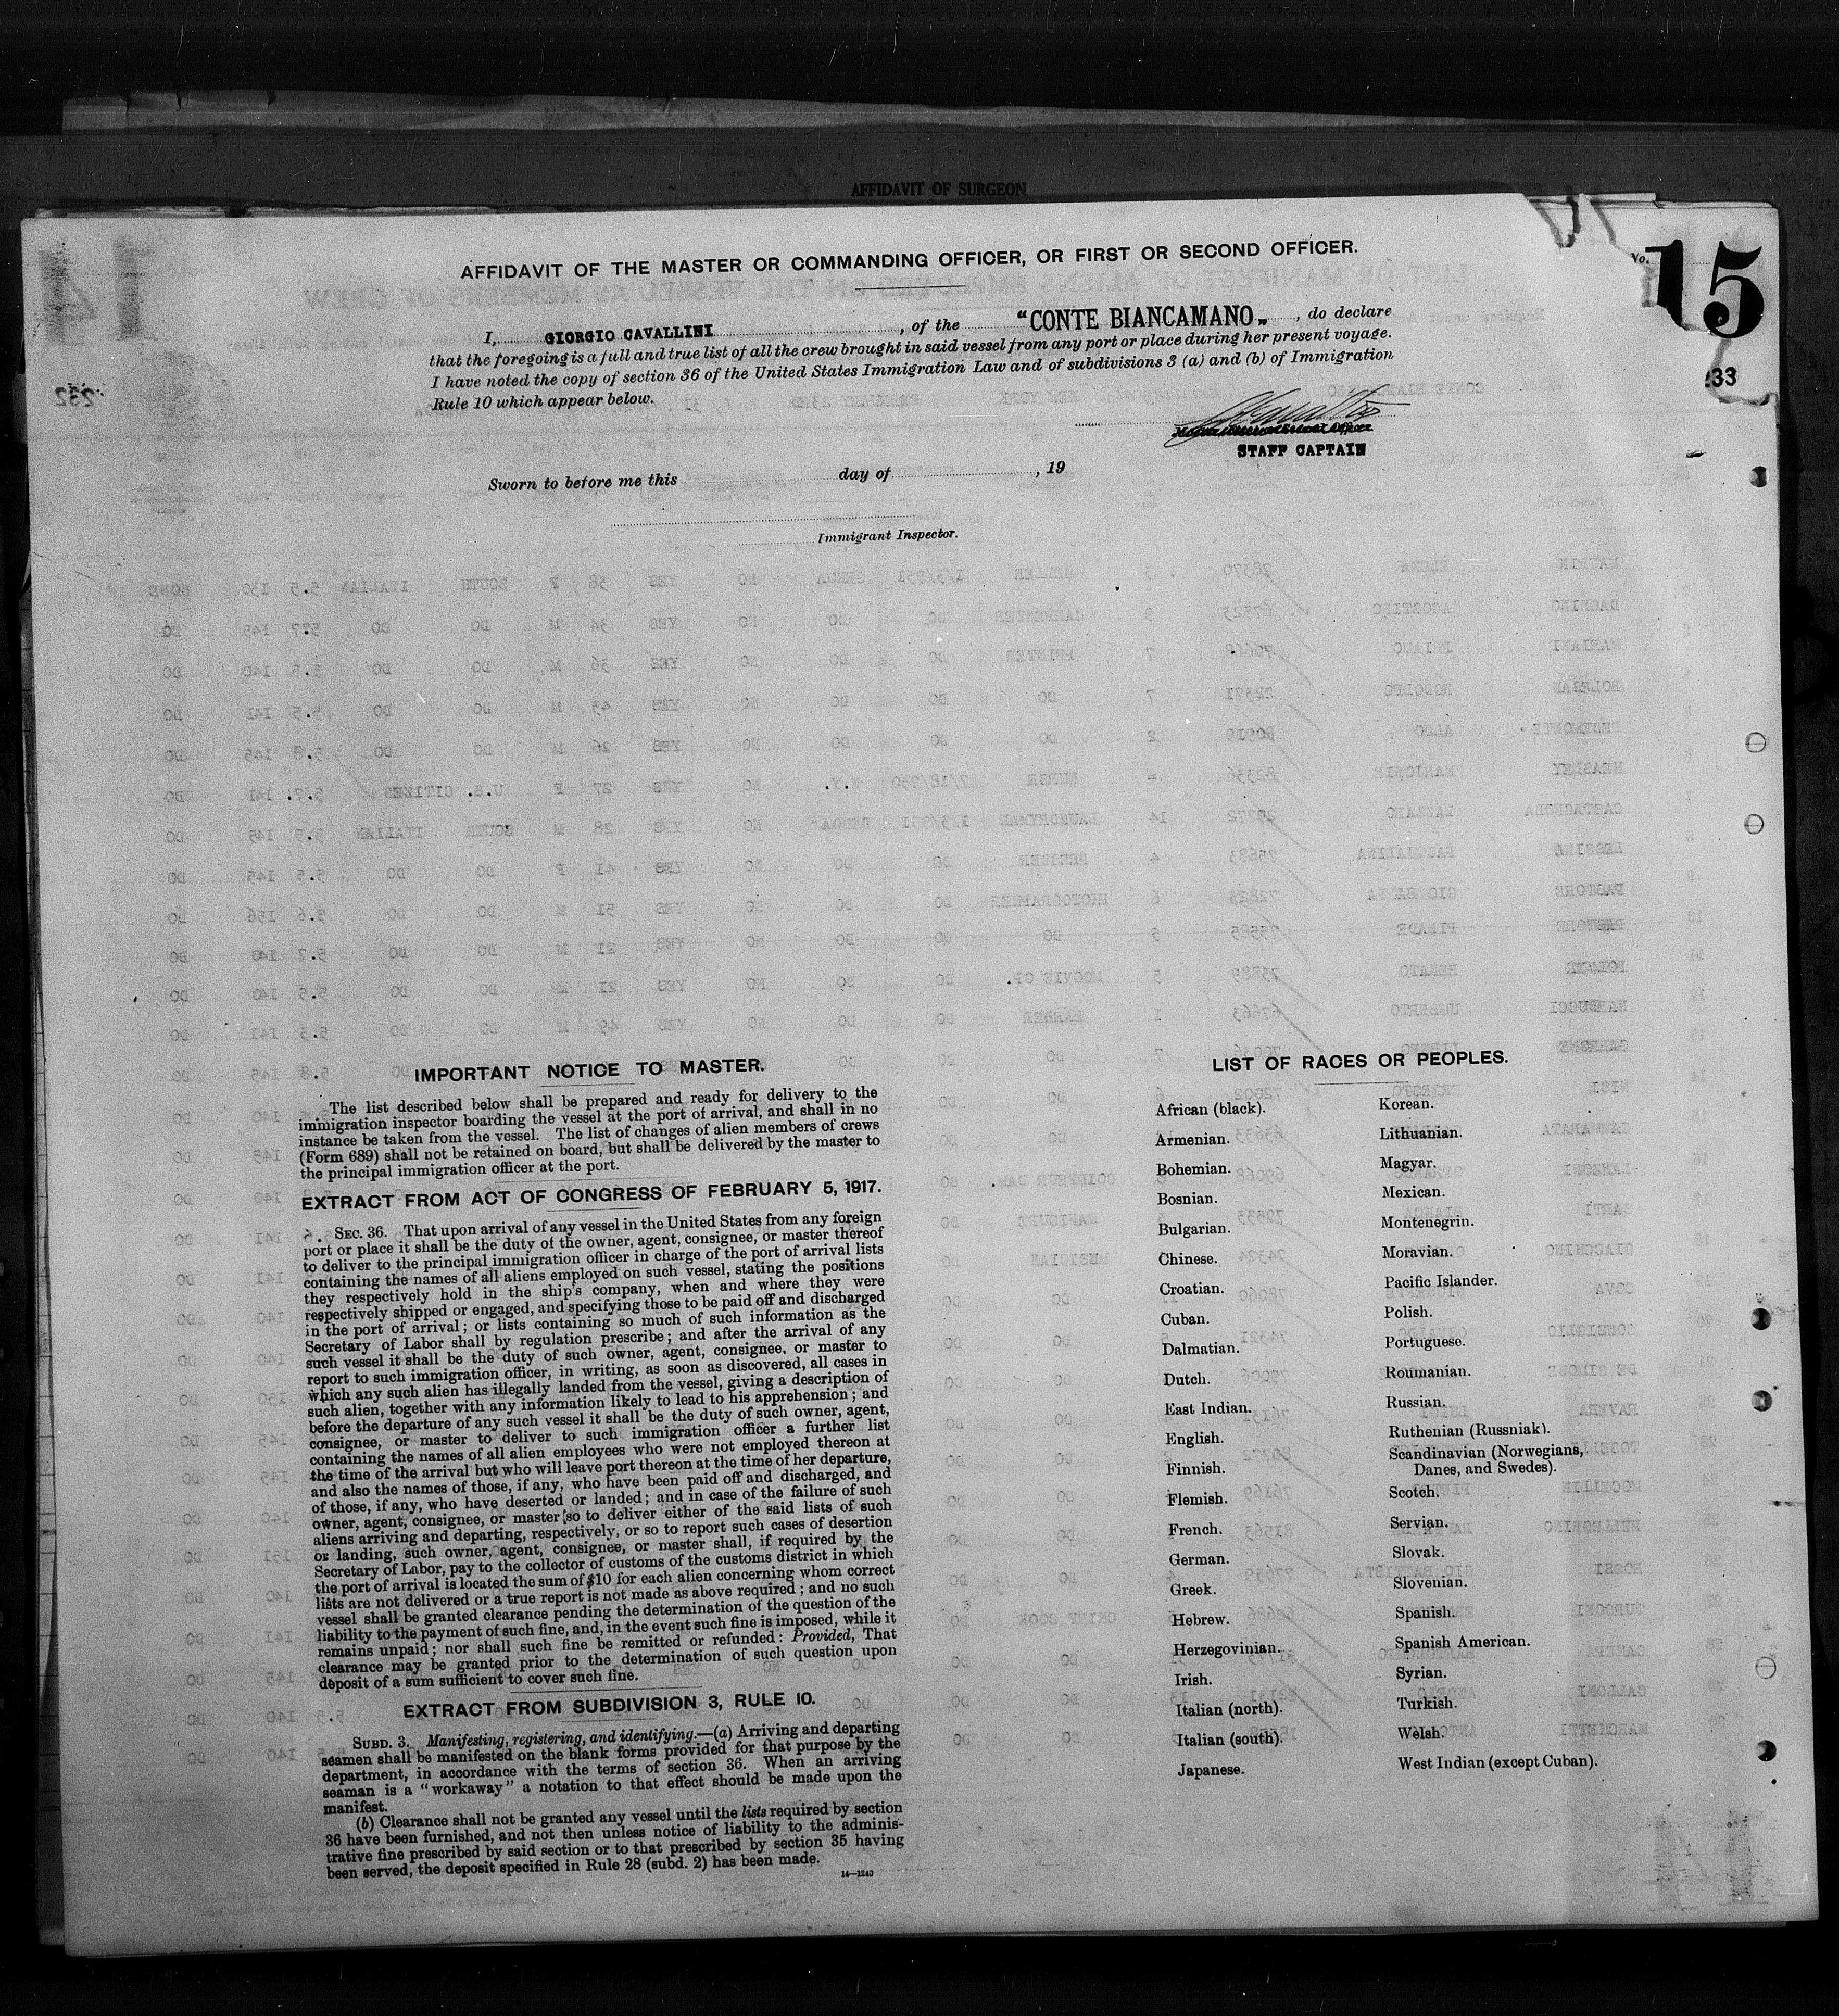 AFFIDAVIT OF SURGEON
AFFIDAVIT OF THE MASTER OR COMMANDING OFFICER, OR FIRST OR SECOND OFFICER.
No. 15
I, GIORGIO CAVALLINI, of the "CONTE BIANCAMANO„, do declare
that the foregoing is a full and true list of all the crew brought in said vessel from any port or place during her present voyage.
I have noted the copy of section 36 of the United States Immigration Law and of subdivisions 3 (a) and (b) of Immigration
Rule 10 which appear below.
233
STAFF CAPTAIN
Sworn to before me this day of , 19
Immigrant Inspector.
IMPORTANT NOTICE TO MASTER.
The list described below shall be prepared and ready for delivery to the
immigration inspector boarding the vessel at the port of arrival, and shall in no
instance be taken from the vessel. The list of changes of alien members of crews
(Form 689) shall not be retained on board, but shall be delivered by the master to
the principal immigration officer at the port.
EXTRACT FROM ACT OF CONGRESS OF FEBRUARY 5, 1917.
SEC. 36. That upon arrival of any vessel in the United States from any foreign
port or place it shall be the duty of the owner, agent, consignee, or master thereof
to deliver to the principal immigration officer in charge of the port of arrival lists
containing the names of all aliens employed on such vessel, stating the positions
they respectively hold in the ship's company, when and where they were
respectively shipped or engaged, and specifying those to be paid off and discharged
in the port of arrival; or lists containing so much of such information as the
Secretary of Labor shall by regulation prescribe; and after the arrival of any
such vessel it shall be the duty of such owner, agent, consignee, or master to
report to such immigration officer, in writing, as soon as discovered, all cases in
which any such alien has illegally landed from the vessel, giving a description of
such alien, together with any information likely to lead to his apprehension; and
before the departure of any such vessel it shall be the duty of such owner, agent,
consignee, or master to deliver to such immigration officer a further list
containing the names of all alien employees who were not employed thereon at
the time of the arrival but who will leave port thereon at the time of her departure,
and also the names of those, if any, who have been paid off and discharged, and
of those, if any, who have deserted or landed; and in case of the failure of such
owner, agent, consignee, or master so to deliver either of the said lists of such
aliens arriving and departing, respectively, or so to report such cases of desertion
or landing, such owner, agent, consignee, or master shall, if required by the
Secretary of Labor, pay to the collector of customs of the customs district in which
the port of arrival is located the sum of $10 for each alien concerning whom correct
lists are not delivered or a true report is not made as above required; and no such
vessel shall be granted clearance pending the determination of the question of the
liability to the payment of such fine, and, in the event such fine is imposed, while it
remains unpaid; nor shall such fine be remitted or refunded: Provided, That
clearance may be granted prior to the determination of such question upon
deposit of a sum sufficient to cover such fine.
EXTRACT FROM SUBDIVISION 3, RULE 10.
SUBD. 3. Manifesting, registering, and identifying.—(a) Arriving and departing
seamen shall be manifested on the blank forms provided for that purpose by the
department, in accordance with the terms of section 36. When an arriving
seaman is a "workaway" a notation to that effect should be made upon the
manifest.
(b) Clearance shall not be granted any vessel until the lists required by section
36 have been furnished, and not then unless notice of liability to the adminis-
trative fine prescribed by said section or to that prescribed by section 35 having
been served, the deposit specified in Rule 28 (subd. 2) has been made.
14—1240
LIST OF RACES OR PEOPLES.
African (black).
Armenian.
Bohemian.
Bosnian.
Bulgarian.
Chinese.
Croatian.
Cuban.
Dalmatian.
Dutch.
East Indian.
English.
Finnish.
Flemish.
French.
German.
Greek.
Hebrew.
Herzegovinian.
Irish.
Italian (north).
Italian (south).
Japanese.
Korean.
Lithuanian.
Magyar.
Mexican.
Montenegrin.
Moravian.
Pacific Islander.
Polish.
Portuguese.
Roumanian.
Russian.
Ruthenian (Russniak).
Scandinavian (Norwegians,
Danes, and Swedes).
Scotch.
Servian.
Slovak.
Slovenian.
Spanish.
Spanish American.
Syrian.
Turkish.
Welsh.
West Indian (except Cuban).